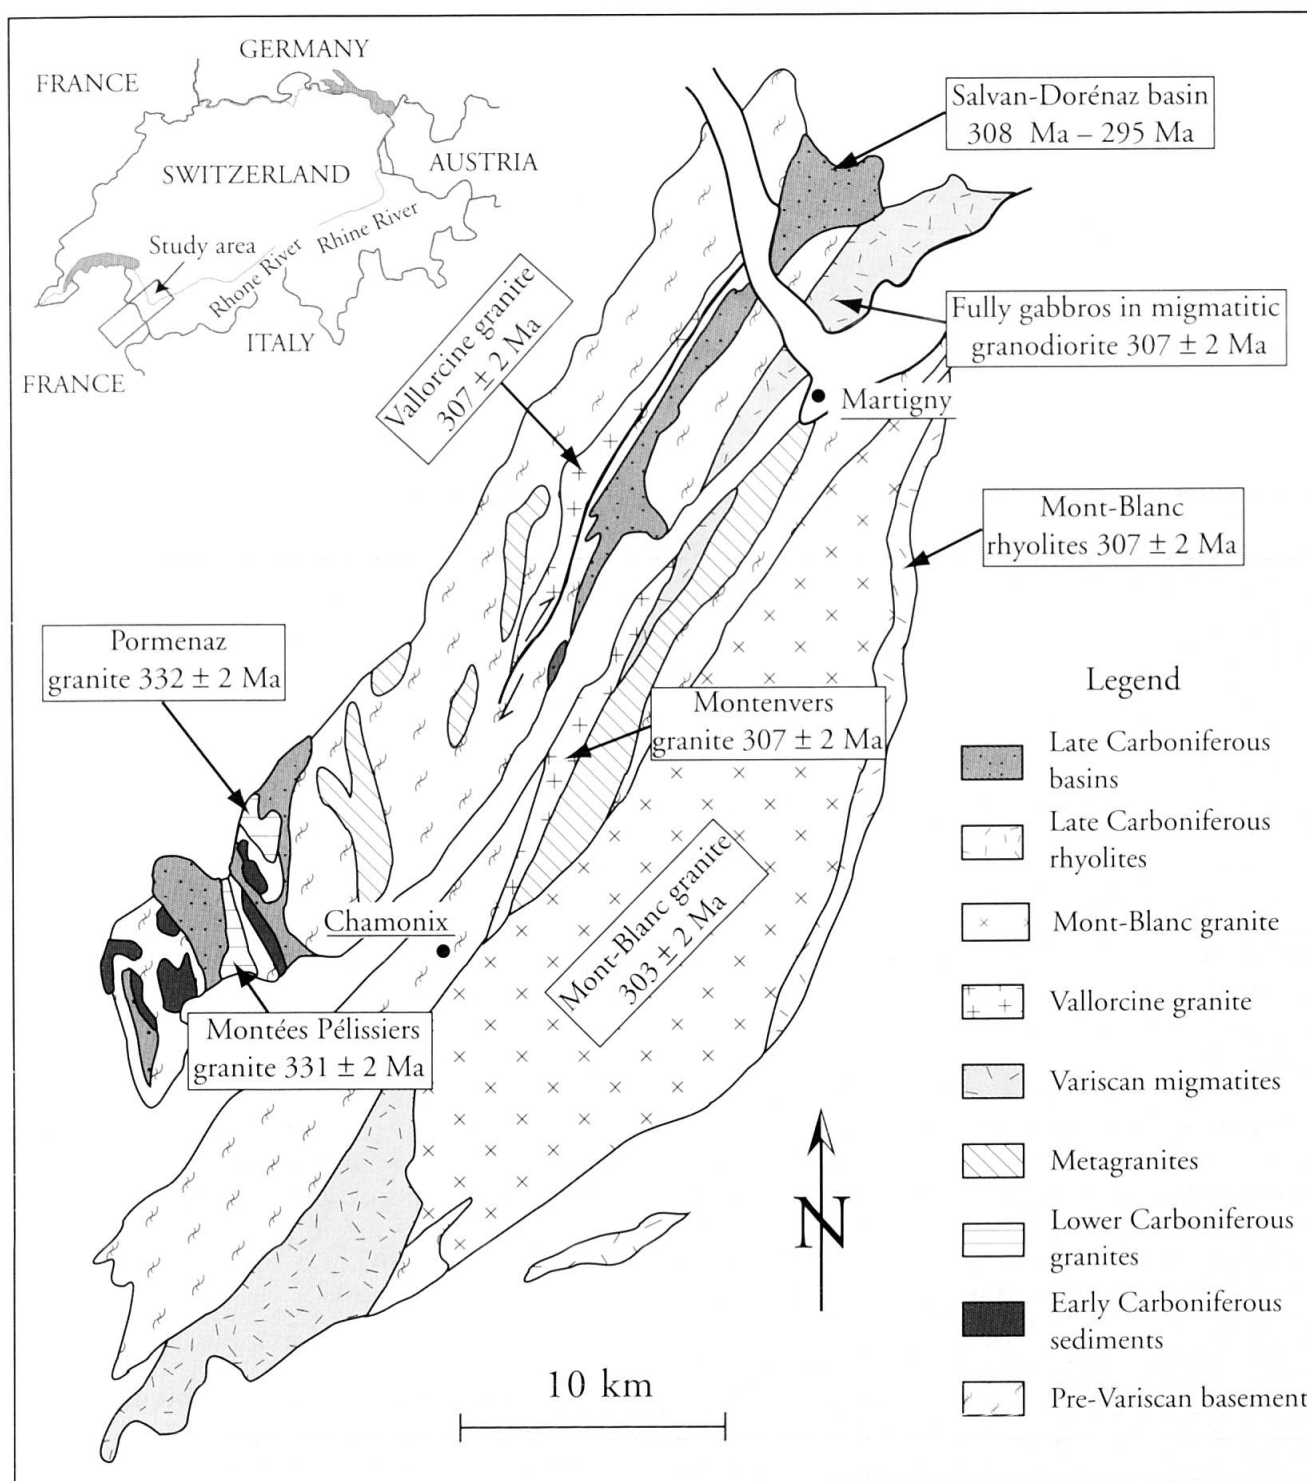 GERMANY
FRANCE
SWITZERLAND
AUSTRIA
Study area
Rhone River
Rhine River
ITALY
FRANCE
Salvan-Dorénaz basin
308 Ma – 295 Ma
Vallorcine granite
307 ± 2 Ma
Fully gabbros in migmatitic
granodiorite 307 ± 2 Ma
Martigny
Mont-Blanc
rhyolites 307 ± 2 Ma
Pormenaz
granite 332 ± 2 Ma
Montenvers
granite 307 ± 2 Ma
Mont-Blanc granite
303 ± 2 Ma
Chamonix
Montées Pélissiers
granite 331 ± 2 Ma
Legend
Late Carboniferous
basins
Late Carboniferous
rhyolites
Mont-Blanc granite
Vallorcine granite
Variscan migmatites
Metagranites
Lower Carboniferous
granites
Early Carboniferous
sediments
Pre-Variscan basement
N
10 km